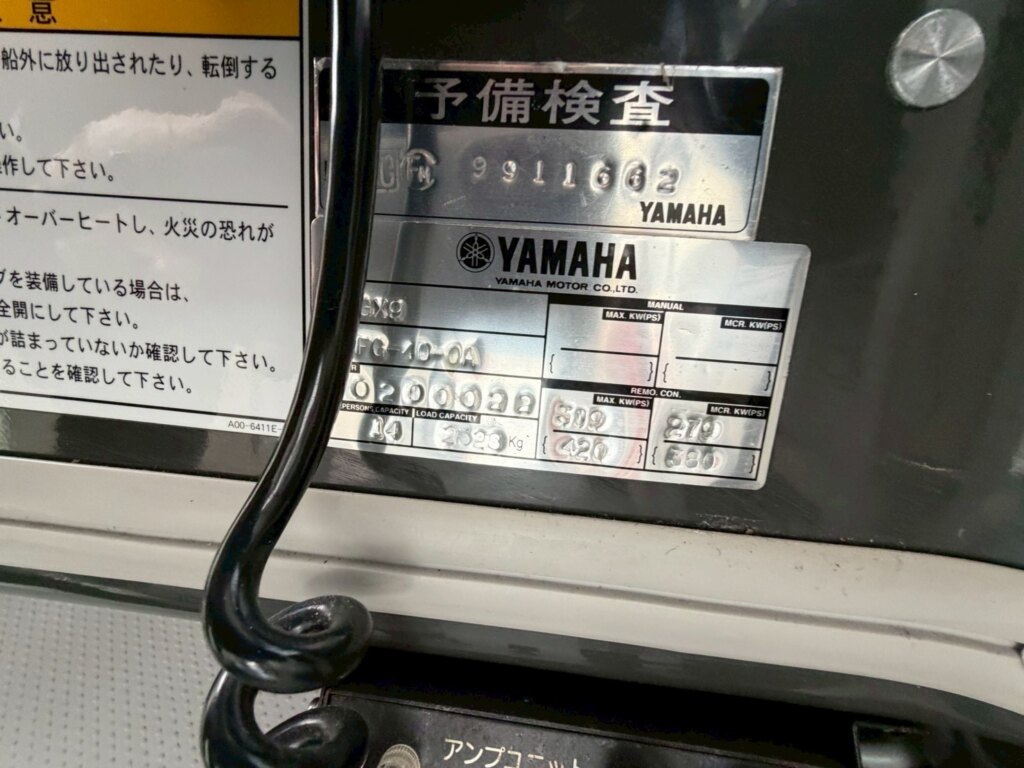 息
船外に放り出されたり、転倒する
い。
作して下さい。
オーバーヒートし、火災の恐れが
を装備している場合は、
全開にして下さい。
が詰まっていないか確認して下さい。
ることを確認して下さい。
A00-6411E-
予備検査
9911662
YAMAHA
YAMAHA
YAMAHA MOTOR CO.,LTD.
MANUAL
MAX. KW(PS) MCR. KW(PS)
REMO. CON.
MAX. KW(PS) MCR. KW(PS)
309 279
{ 420 } { 380 }
PERSONS CAPACITY LOAD CAPACITY
14 Kg
アンプユニット